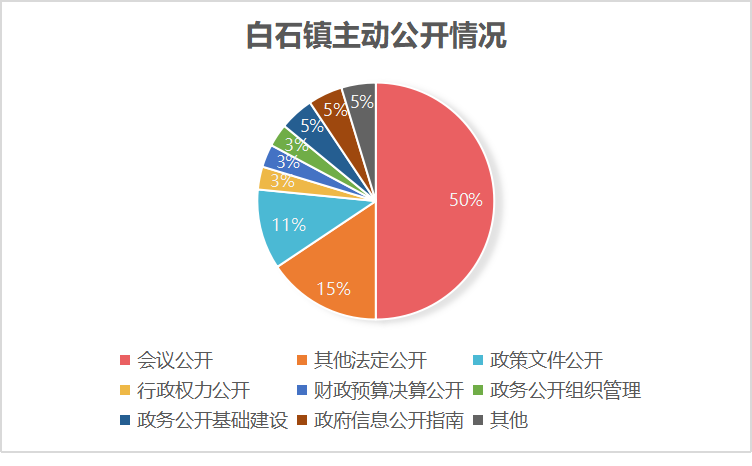 白石镇主动公开情况
5%
5%
5%
3%
3%
3%
50%
11%
15%
会议公开 其他法定公开 政策文件公开
行政权力公开 财政预算决算公开 政务公开组织管理
政务公开基础建设 政府信息公开指南 其他